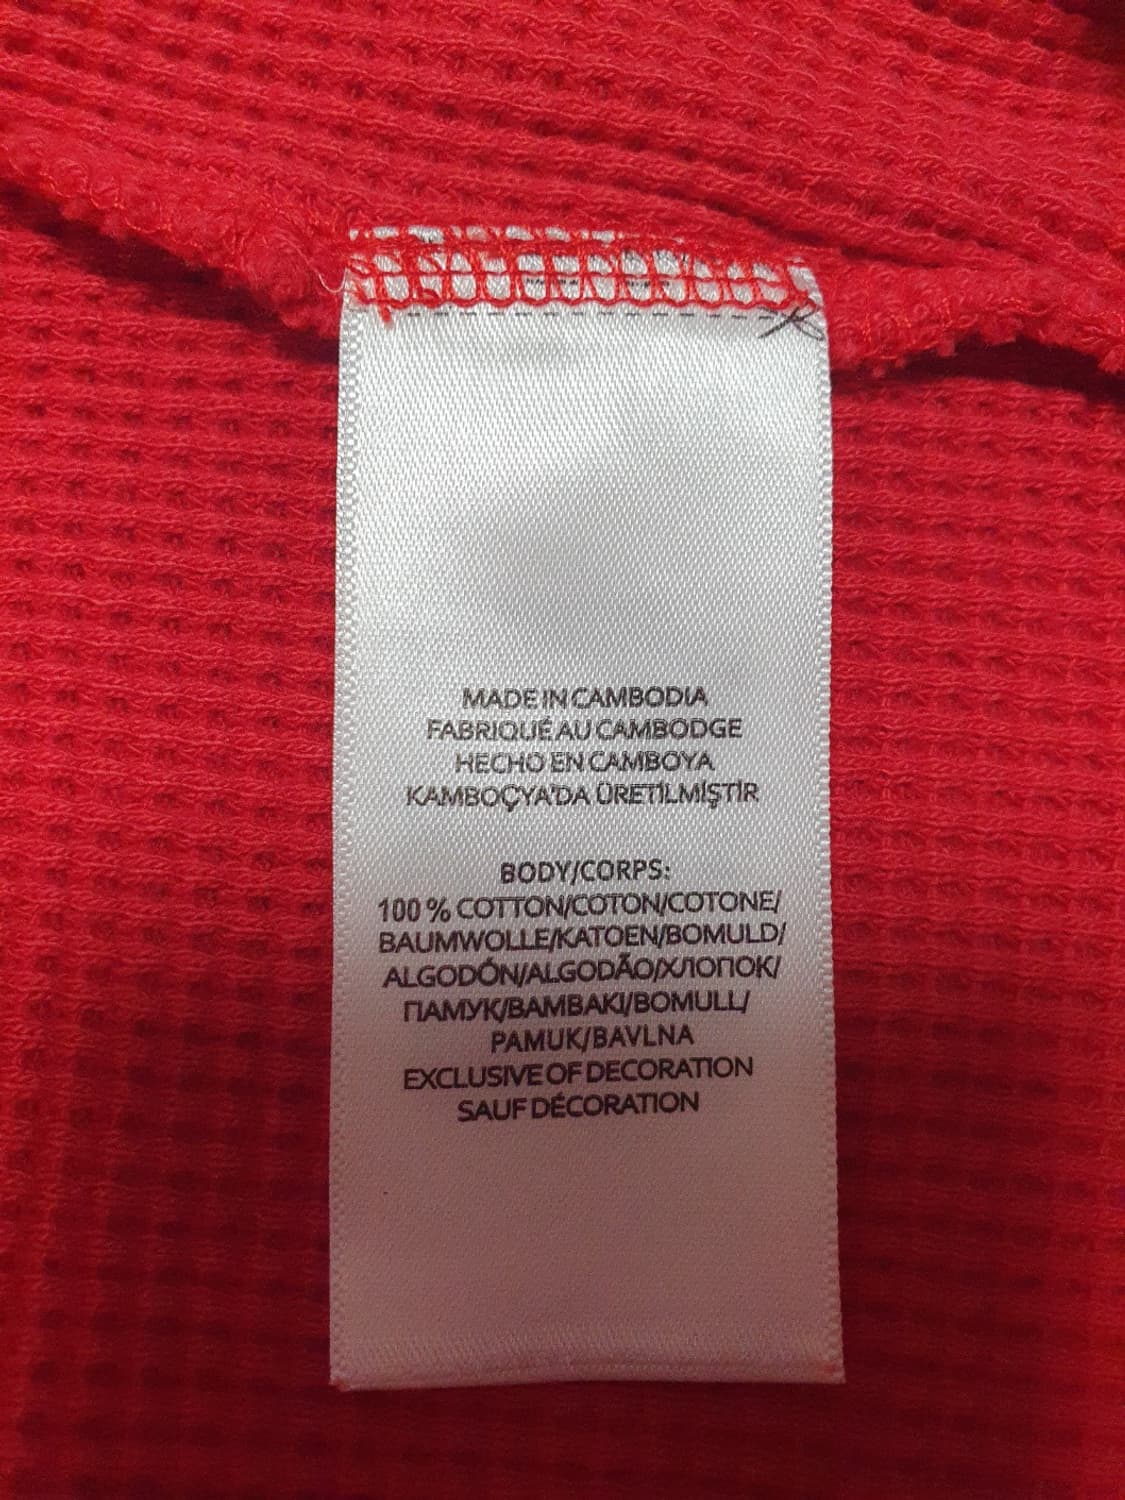 MADE IN CAMBODIA
FABRIQUÉ AU CAMBODGE
HECHO EN CAMBOYA
KAMBOÇYA'DA ÜRETİLMİŞTİR
BODY/CORPS:
100 % COTTON/COTON/COTONE/
BAUMWOLLE/KATOEN/BOMULD/
ALGODÓN/ALGODÃO/ХЛОПОК/
ПАМУК/BAMBAKI/BOMULL/
PAMUK/BAVLNA
EXCLUSIVE OF DECORATION
SAUF DÉCORATION